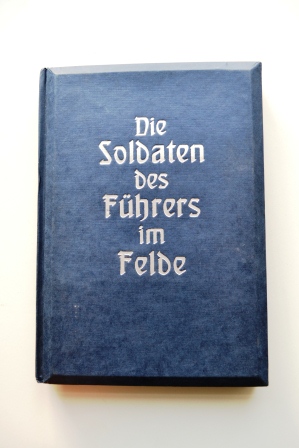 Die
Soldaten
des
Führers
im
Felde